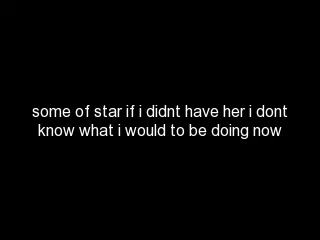 some of star if i didnt have her i dont
know what i would to be doing now